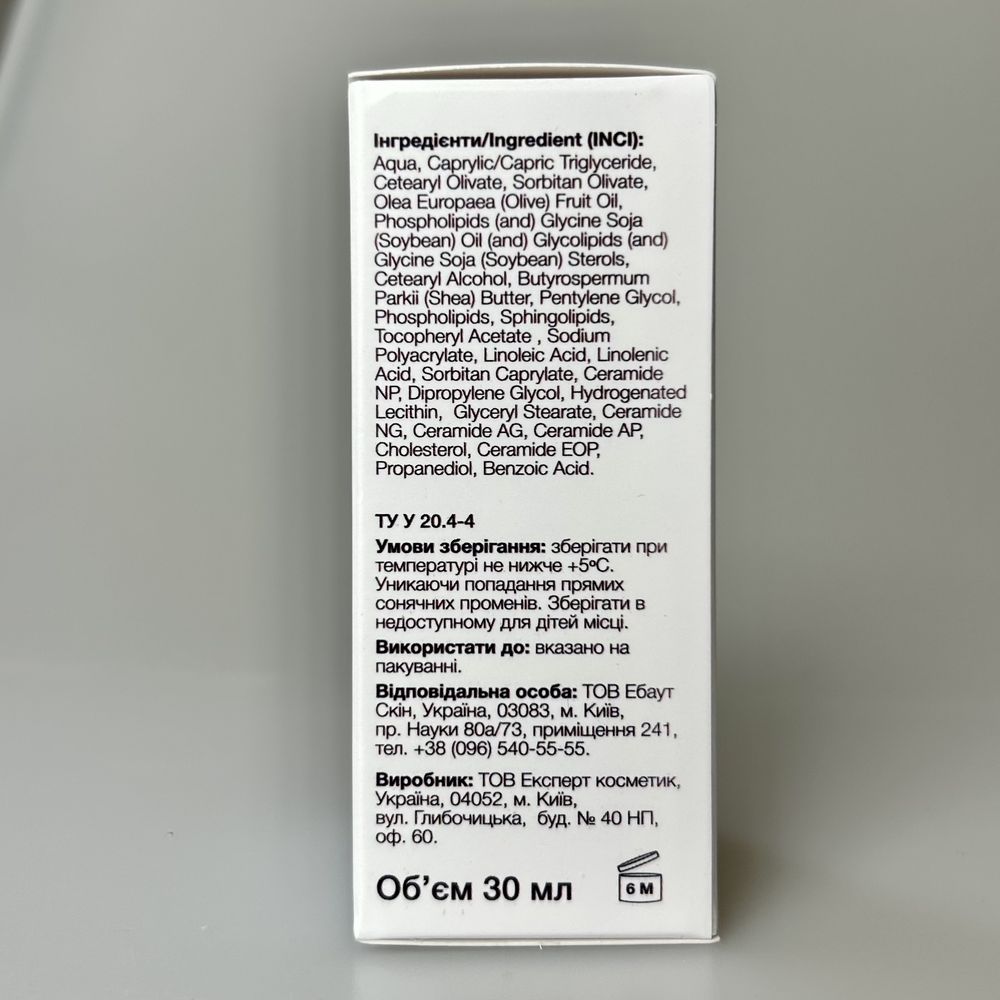 Інгредієнти/Ingredient (INCI):
Aqua, Caprylic/Capric Triglyceride,
Cetearyl Olivate, Sorbitan Olivate,
Olea Europaea (Olive) Fruit Oil,
Phospholipids (and) Glycine Soja
(Soybean) Oil (and) Glycolipids (and)
Glycine Soja (Soybean) Sterols,
Cetearyl Alcohol, Butyrospermum
Parkii (Shea) Butter, Pentylene Glycol,
Phospholipids, Sphingolipids,
Tocopheryl Acetate , Sodium
Polyacrylate, Linoleic Acid, Linolenic
Acid, Sorbitan Caprylate, Ceramide
NP, Dipropylene Glycol, Hydrogenated
Lecithin, Glyceryl Stearate, Ceramide
NG, Ceramide AG, Ceramide AP,
Cholesterol, Ceramide EOP,
Propanediol, Benzoic Acid.
ТУ У 20.4-4
Умови зберігання: зберігати при
температурі не нижче +5ºС.
Уникаючи попадання прямих
сонячних променів. Зберігати в
недоступному для дітей місці.
Використати до: вказано на
пакуванні.
Відповідальна особа: ТОВ Ебаут
Скін, Україна, 03083, м. Київ,
пр. Науки 80а/73, приміщення 241,
тел. +38 (096) 540-55-55.
Виробник: ТОВ Експерт косметик,
Україна, 04052, м. Київ,
вул. Глибочицька, буд. № 40 НП,
оф. 60.
Об’єм 30 мл
6 М